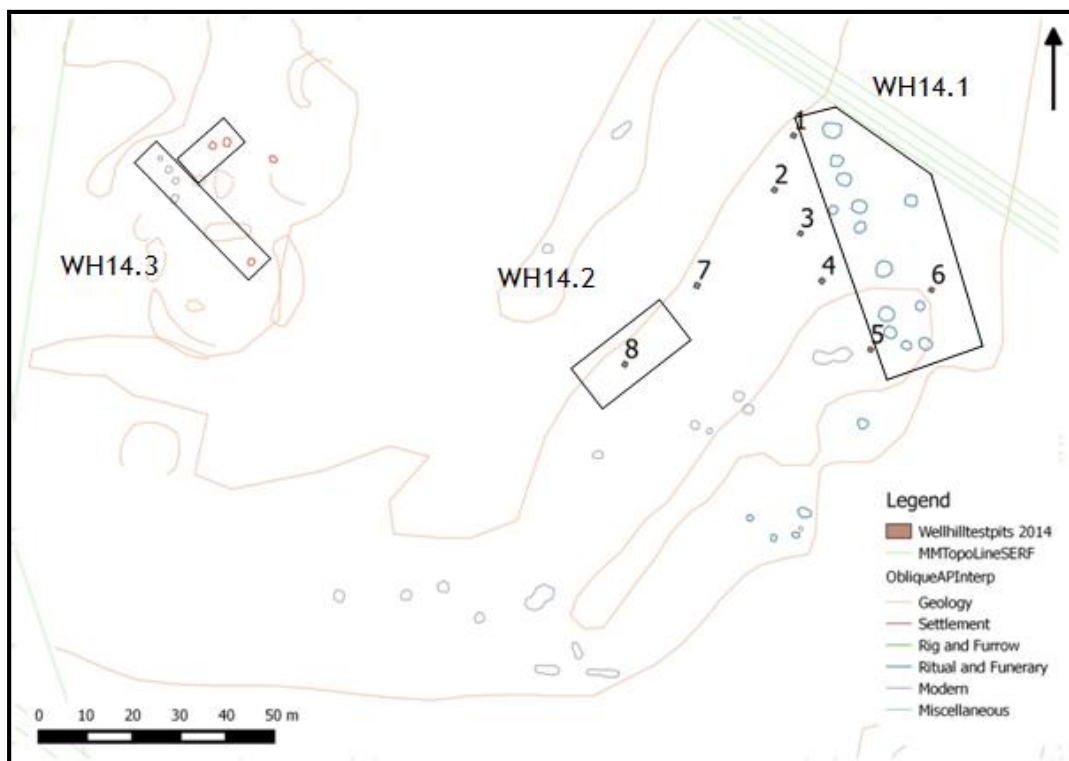 WH14.1
1
2
3
4
5
6
7
8
WH14.2
WH14.3
Legend
Wellhilltestpits 2014
MMTopoLineSERF
ObliqueAPInterp
Geology
Settlement
Rig and Furrow
Ritual and Funerary
Modern
Miscellaneous
0 10 20 30 40 50 m